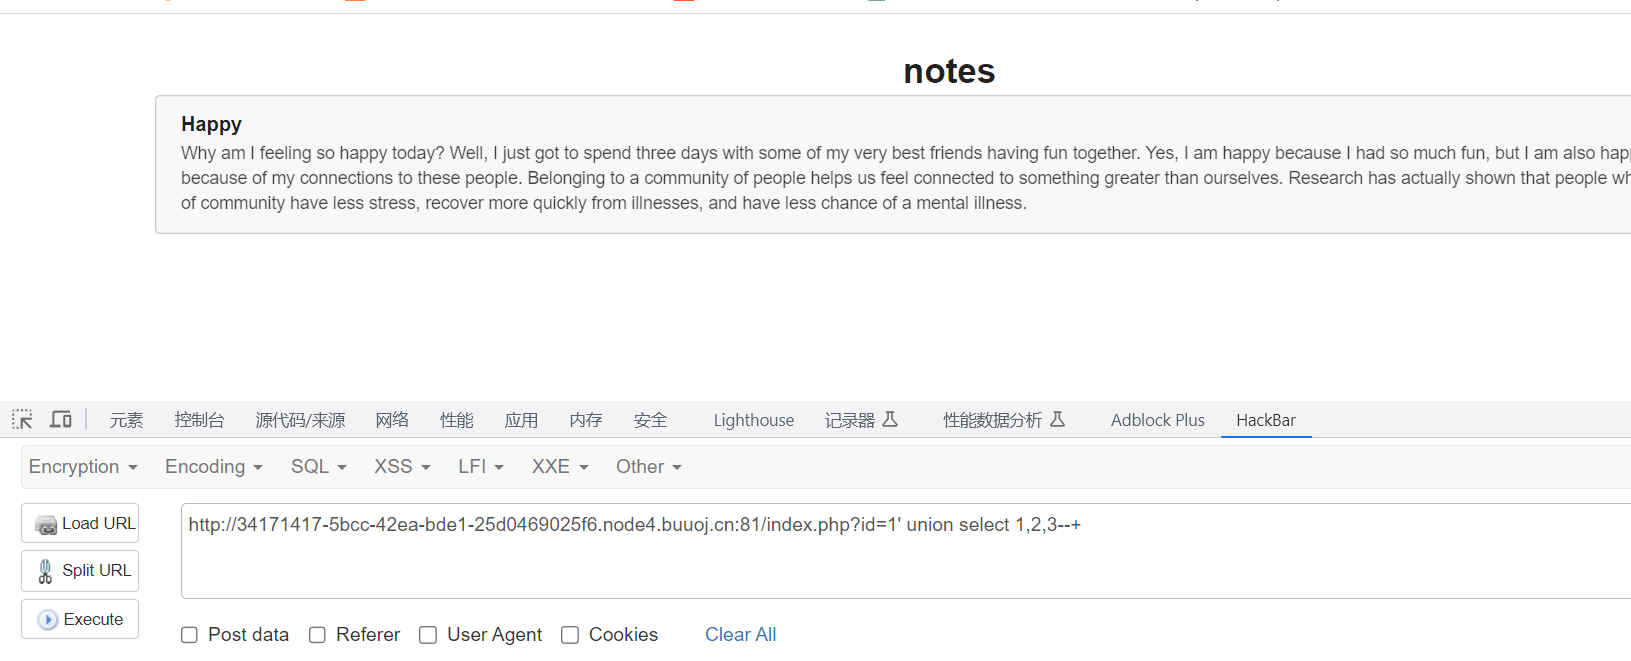 notes
Happy
Why am I feeling so happy today? Well, I just got to spend three days with some of my very best friends having fun together. Yes, I am happy because I had so much fun, but I am also
because of my connections to these people. Belonging to a community of people helps us feel connected to something greater than ourselves. Research has actually shown that people
of community have less stress, recover more quickly from illnesses, and have less chance of a mental illness.
元素 控制台 源代码/来源 网络 性能 应用 内存 安全 Lighthouse 记录器 性能数据分析 Adblock Plus HackBar
Encryption Encoding SQL XSS LFI XXE Other
Load URL
http://34171417-5bcc-42ea-bde1-25d0469025f6.node4.buuoj.cn:81/index.php?id=1' union select 1,2,3--+
Split URL
Execute
Post data Referer User Agent Cookies Clear All